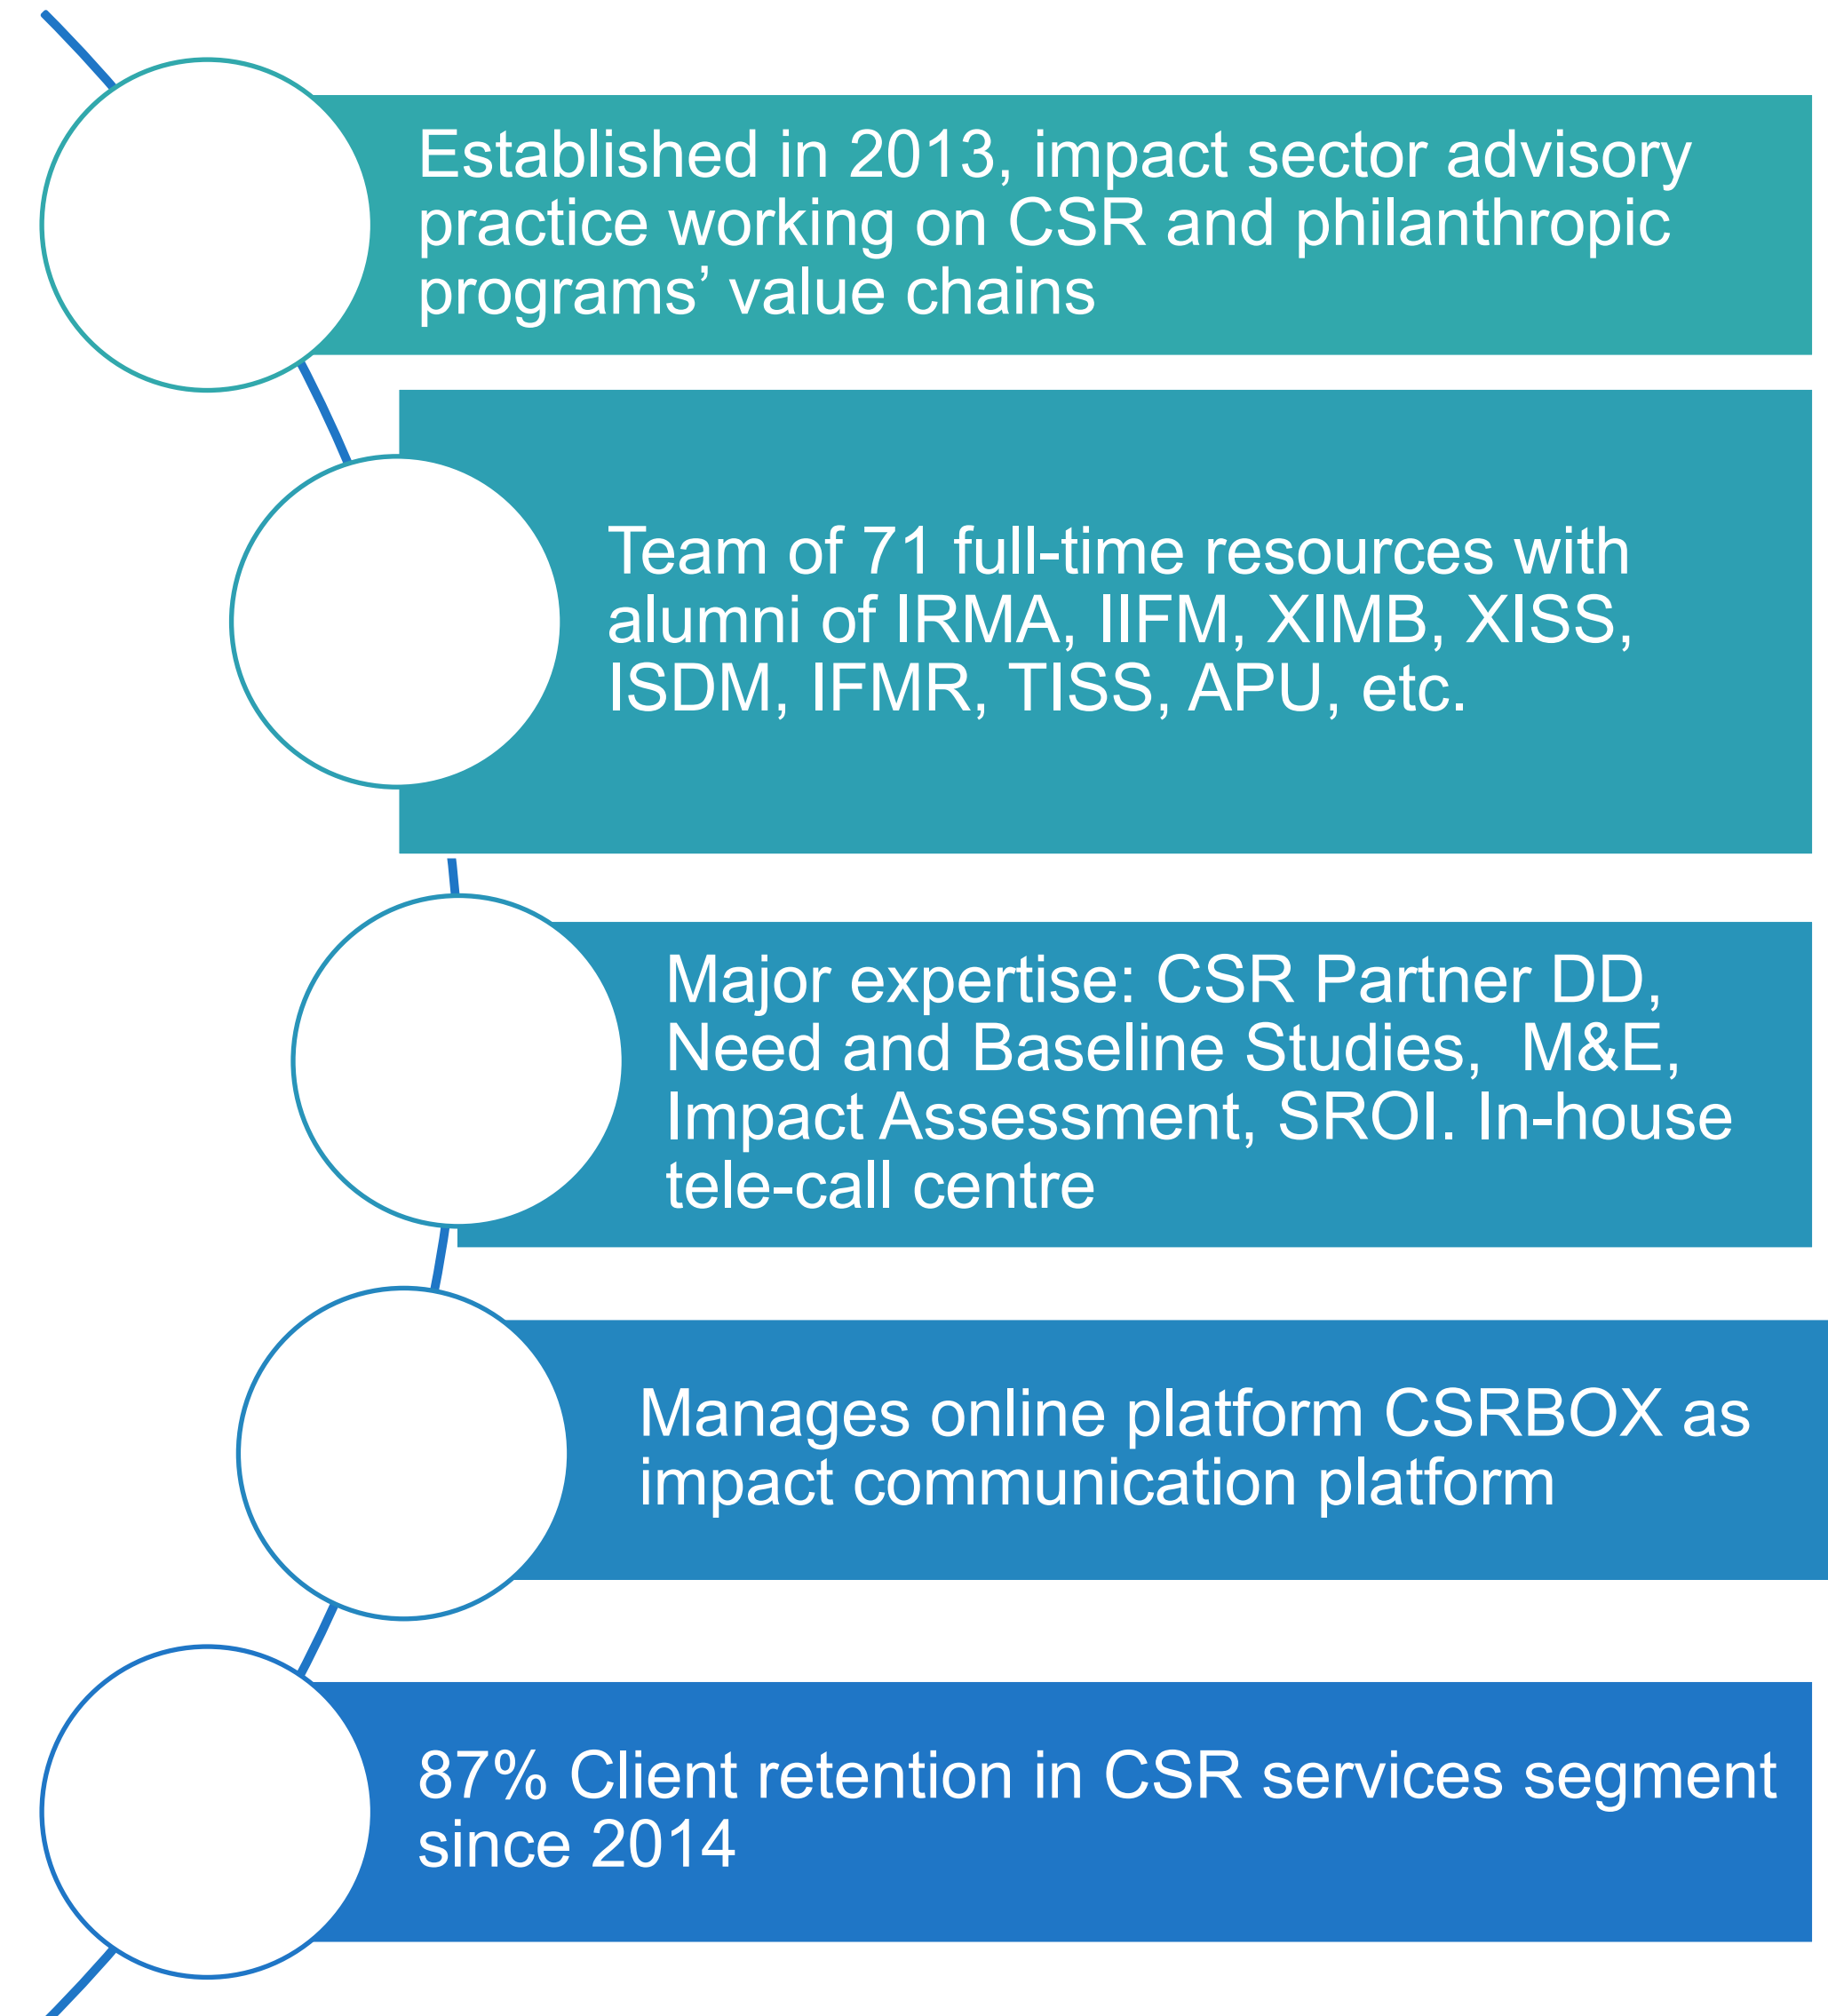 Established in 2013, impact sector advisory
practice working on CSR and philanthropic
programs’ value chains
Team of 71 full-time resources with
alumni of IRMA, IIFM, XIMB, XISS,
ISDM, IFMR, TISS, APU, etc.
Major expertise: CSR Partner DD,
Need and Baseline Studies,  M&E,
Impact Assessment, SROI. In-house
tele-call centre
Manages online platform CSRBOX as
impact communication platform
87% Client retention in CSR services segment
since 2014